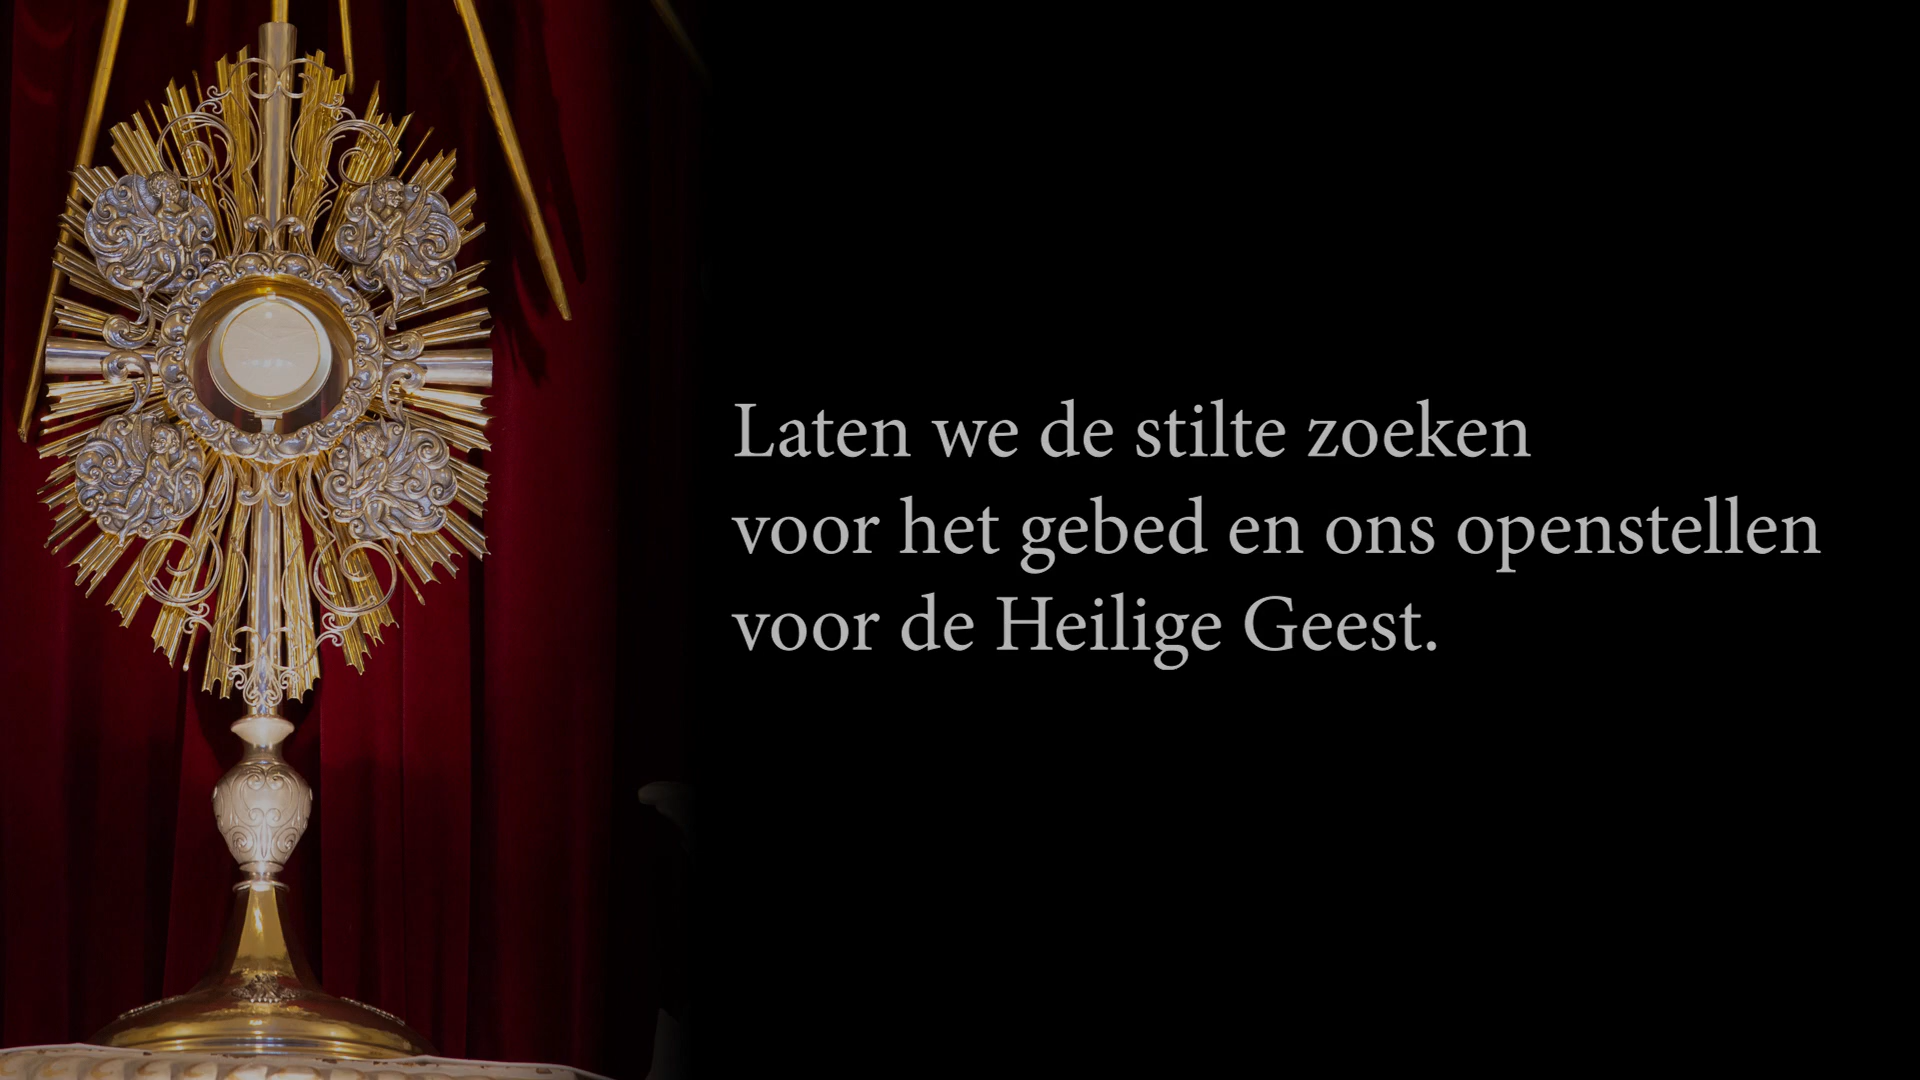 Laten we de stilte zoeken
voor het gebed en ons openstellen
voor de Heilige Geest.